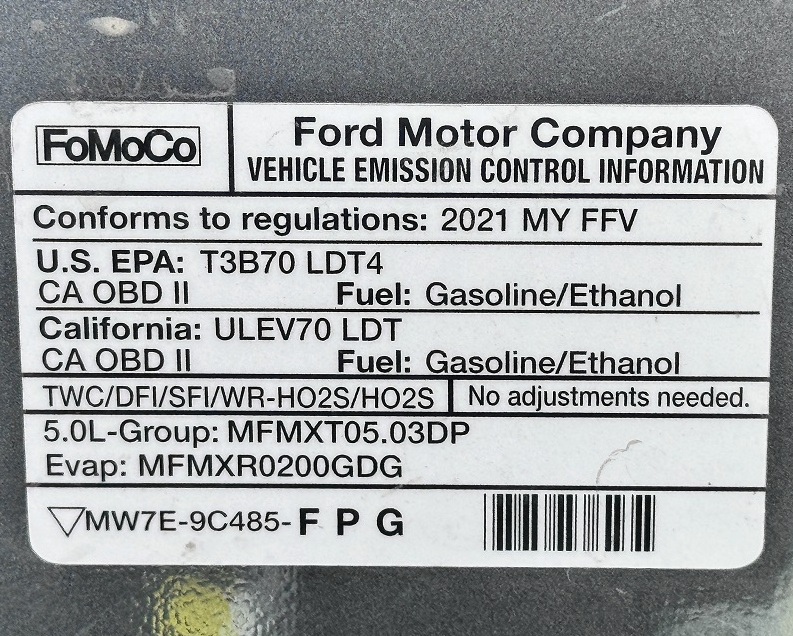 FoMoCo
Ford Motor Company
VEHICLE EMISSION CONTROL INFORMATION
Conforms to regulations: 2021 MY FFV
U.S. EPA: T3B70 LDT4
CA OBD II Fuel: Gasoline/Ethanol
California: ULEV70 LDT
CA OBD II Fuel: Gasoline/Ethanol
TWC/DFI/SFI/WR-HO2S/HO2S No adjustments needed.
5.0L-Group: MFMXT05.03DP
Evap: MFMXR0200GDG
MW7E-9C485-F P G